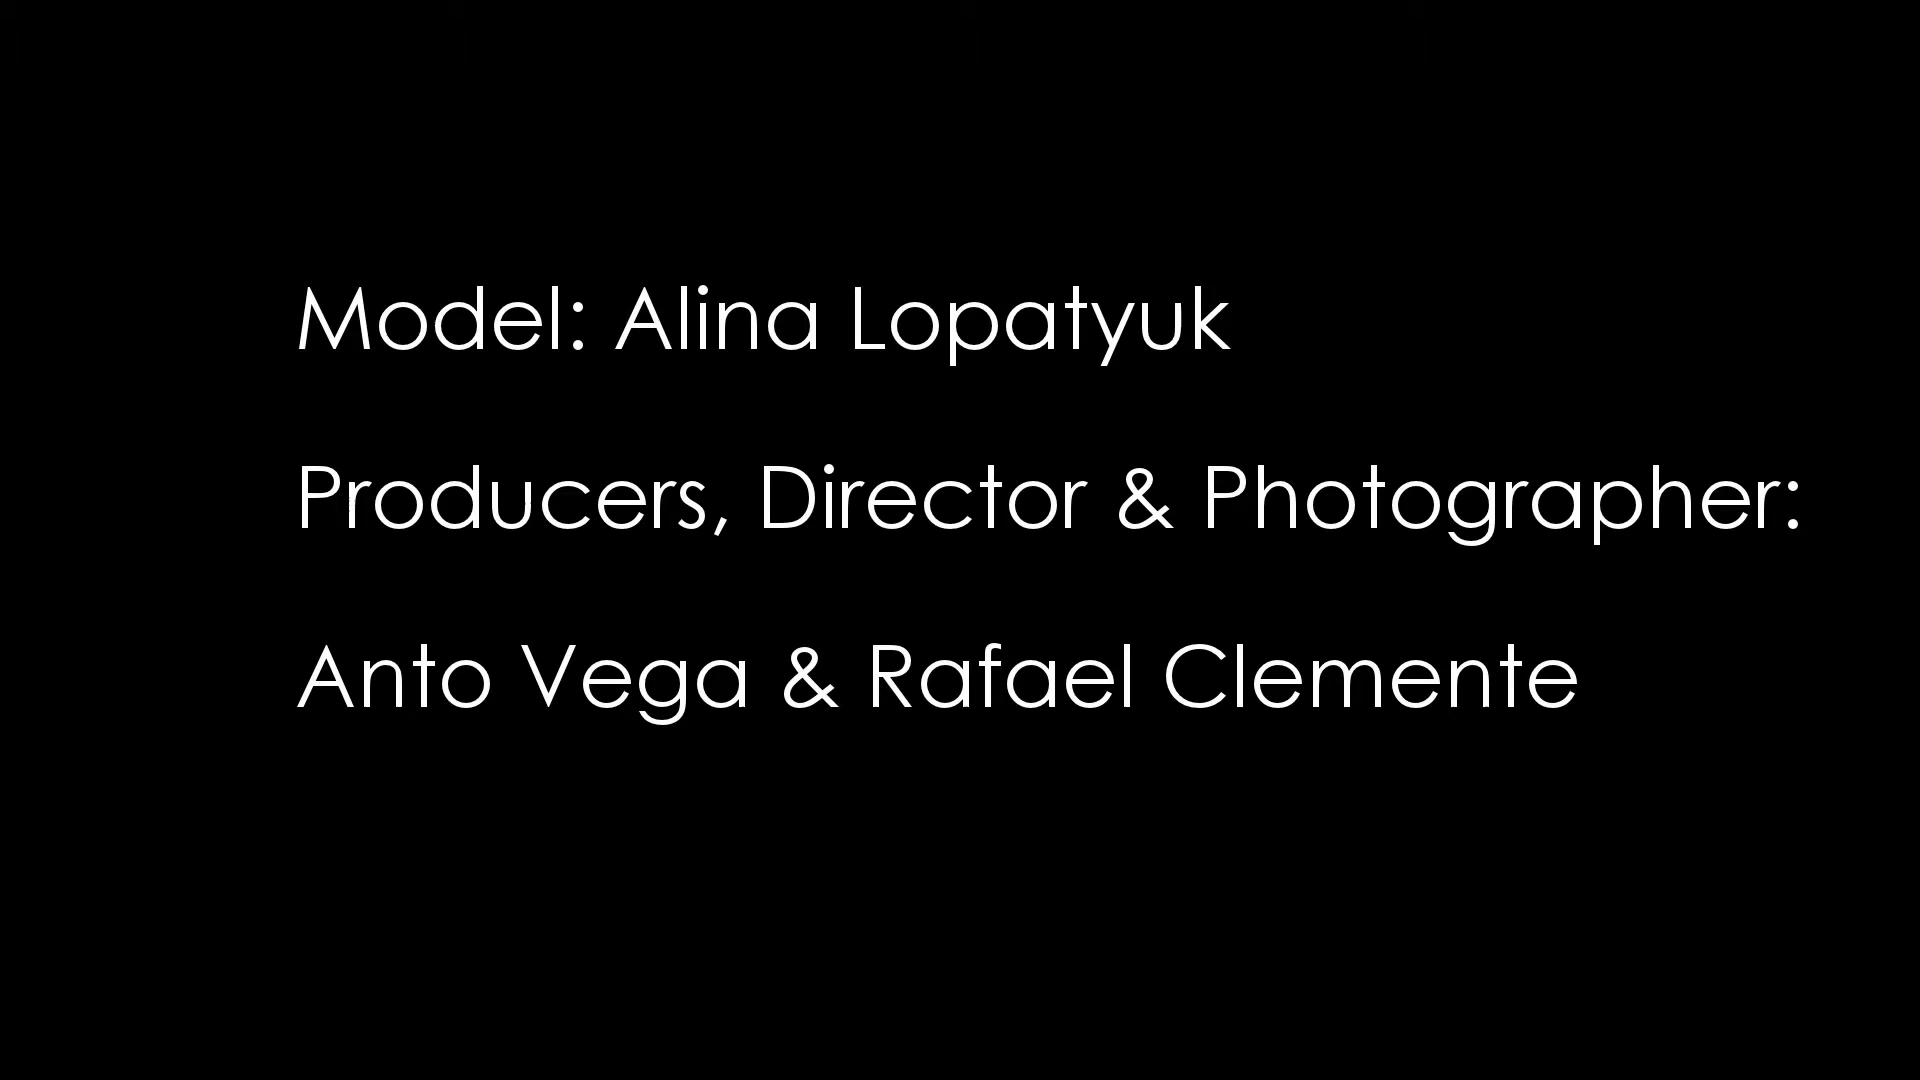 Model: Alina Lopatyuk
Producers, Director & Photographer:
Anto Vega & Rafael Clemente